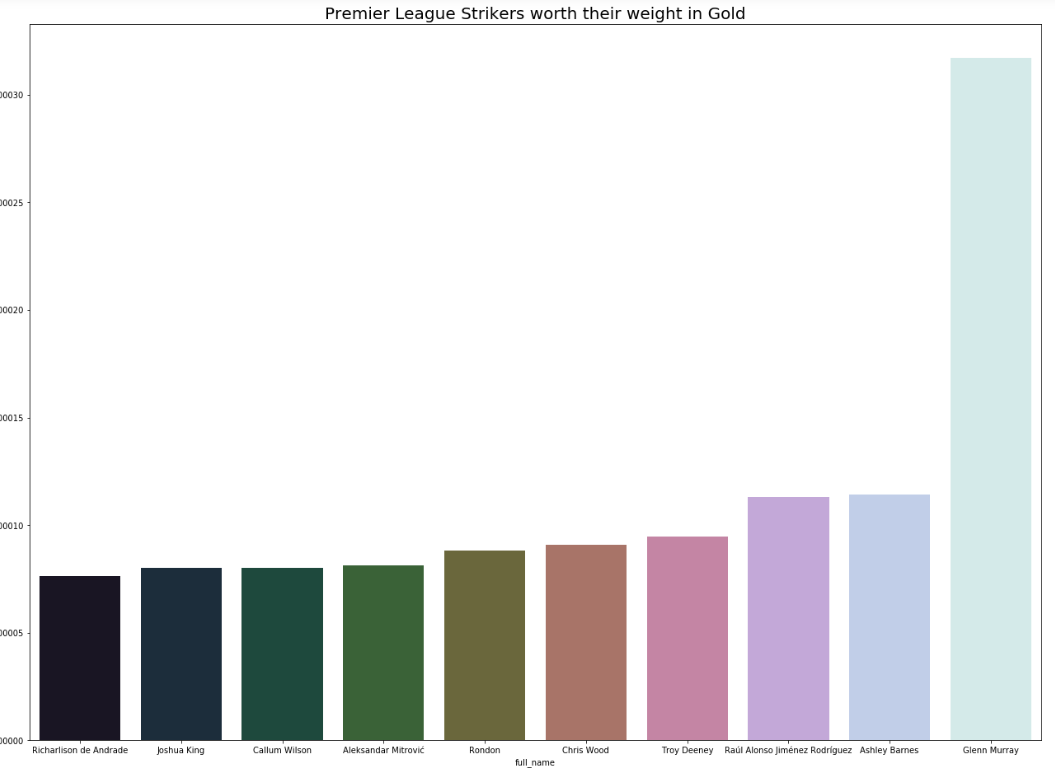 Premier League Strikers worth their weight in Gold
00030
00025
00020
00015
00010
00005
00000
Richarlison de Andrade Joshua King Callum Wilson Aleksandar Mitrović Rondon Chris Wood Troy Deeney Raúl Alonso Jiménez Rodríguez Ashley Barnes Glenn Murray
full_name